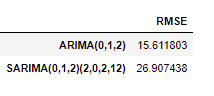 RMSE
ARIMA(0,1,2) 15.611803
SARIMA(0,1,2)(2,0,2,12) 26.907438